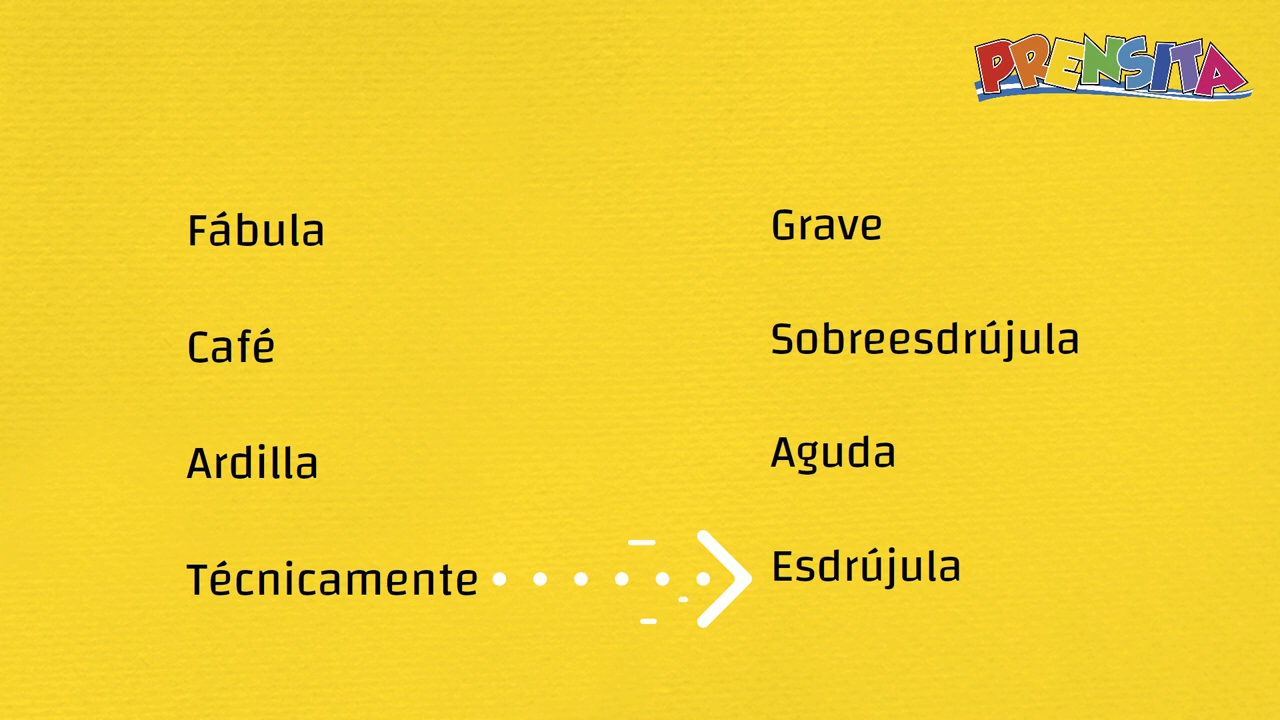 PRENSITA
Fábula
Grave
Café
Sobreesdrújula
Ardilla
Aguda
Técnicamente
Esdrújula